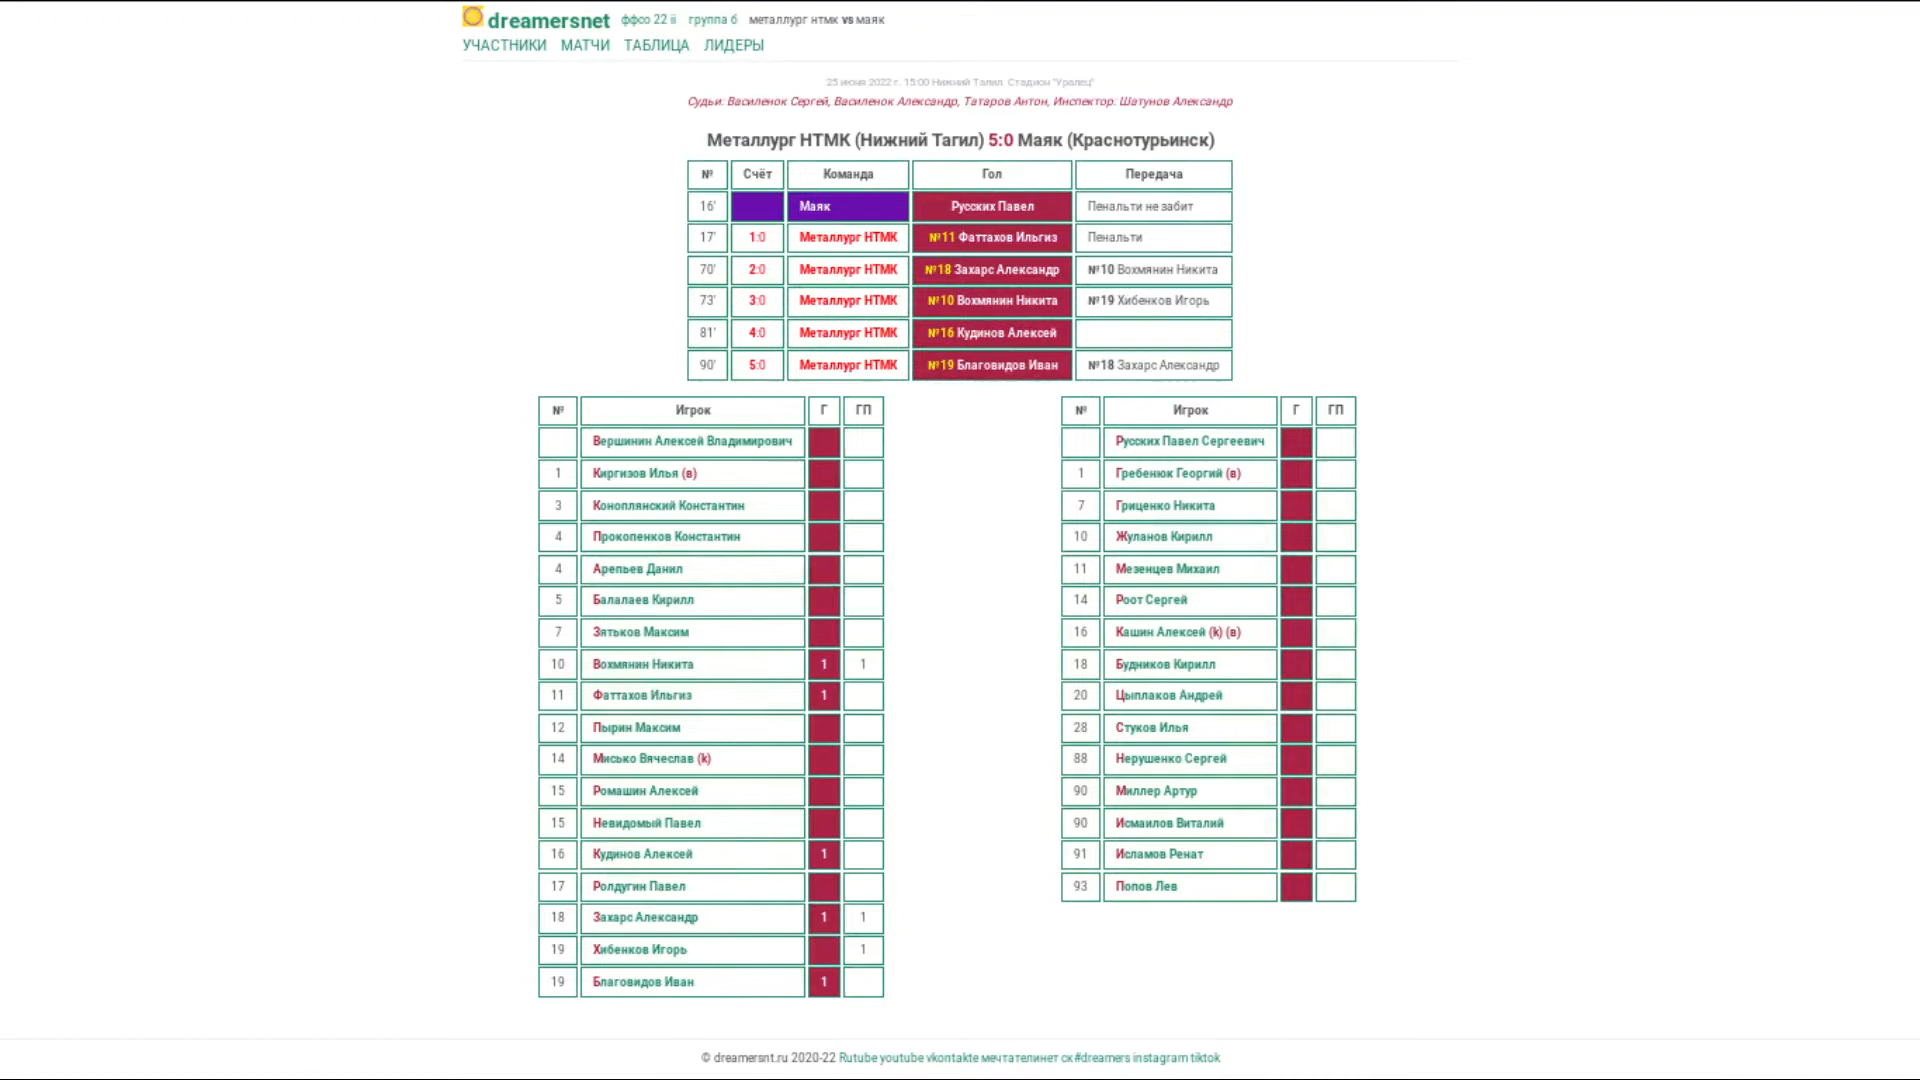 dreamersnet ффсо 22 ii группа б металлург нтмк vs маяк
УЧАСТНИКИ МАТЧИ ТАБЛИЦА ЛИДЕРЫ
25 июня 2022 г. 15:00 Нижний Тагил. Стадион "Уралец"
Судьи: Василенок Сергей, Василенок Александр, Татаров Антон, Инспектор: Шатунов Александр
Металлург НТМК (Нижний Тагил) 5:0 Маяк (Краснотурьинск)
№ Счёт Команда Гол Передача
16' Маяк Русских Павел Пенальти не забит
17' 1:0 Металлург НТМК №11 Фаттахов Ильгиз Пенальти
70' 2:0 Металлург НТМК №18 Захарс Александр №10 Вохмянин Никита
73' 3:0 Металлург НТМК №10 Вохмянин Никита №19 Хибенков Игорь
81' 4:0 Металлург НТМК №16 Кудинов Алексей
90' 5:0 Металлург НТМК №19 Благовидов Иван №18 Захарс Александр
№ Игрок Г ГП
Вершинин Алексей Владимирович
1 Киргизов Илья (в)
3 Коноплянский Константин
4 Прокопенков Константин
4 Арепьев Данил
5 Балалаев Кирилл
7 Зятьков Максим
10 Вохмянин Никита 1 1
11 Фаттахов Ильгиз 1
12 Пырин Максим
14 Мисько Вячеслав (k)
15 Ромашин Алексей
15 Невидомый Павел
16 Кудинов Алексей 1
17 Ролдугин Павел
18 Захарс Александр 1 1
19 Хибенков Игорь 1
19 Благовидов Иван 1
№ Игрок Г ГП
Русских Павел Сергеевич
1 Гребенюк Георгий (в)
7 Гриценко Никита
10 Жуланов Кирилл
11 Мезенцев Михаил
14 Роот Сергей
16 Кашин Алексей (k) (в)
18 Будников Кирилл
20 Цыплаков Андрей
28 Стуков Илья
88 Нерушенко Сергей
90 Миллер Артур
90 Исмаилов Виталий
91 Исламов Ренат
93 Попов Лев
© dreamersnt.ru 2020-22 Rutube youtube vkontakte мечтателинет ск#dreamers instagram tiktok